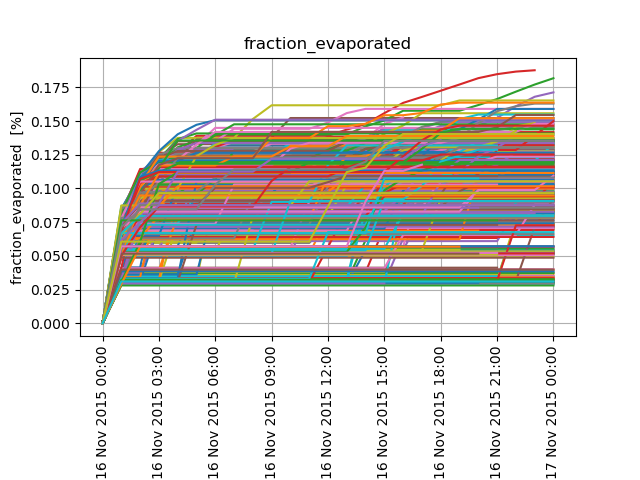 fraction_evaporated
fraction_evaporated [%]
0.175
0.150
0.125
0.100
0.075
0.050
0.025
0.000
16 Nov 2015 00:00
16 Nov 2015 03:00
16 Nov 2015 06:00
16 Nov 2015 09:00
16 Nov 2015 12:00
16 Nov 2015 15:00
16 Nov 2015 18:00
16 Nov 2015 21:00
17 Nov 2015 00:00